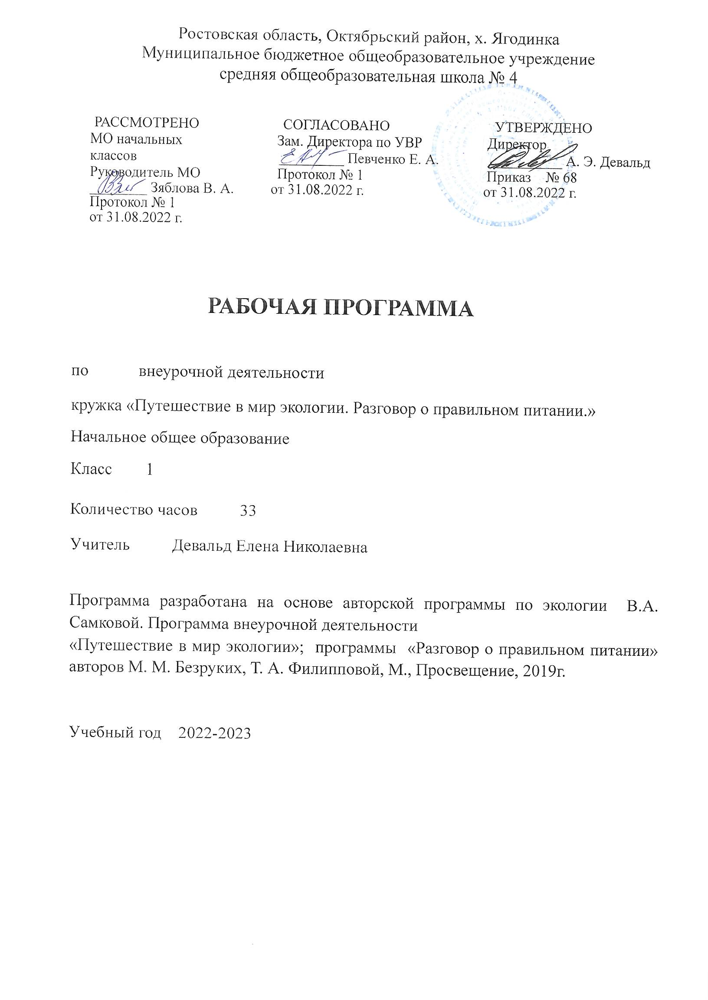 Ростовская область, Октябрьский район, х. Ягодинка
Муниципальное бюджетное общеобразовательное учреждение
средняя общеобразовательная школа № 4
РАССМОТРЕНО
МО начальных
классов
Руководитель МО
_________ Зяблова В. А.
Протокол № 1
от 31.08.2022 г.
СОГЛАСОВАНО
Зам. Директора по УВР
__________ Певченко Е. А.
Протокол № 1
от 31.08.2022 г.
УТВЕРЖДЕНО
Директор
___________ А. Э. Девальд
Приказ № 68
от 31.08.2022 г.
РАБОЧАЯ ПРОГРАММА
по внеурочной деятельности
кружка «Путешествие в мир экологии. Разговор о правильном питании.»
Начальное общее образование
Класс 1
Количество часов 33
Учитель Девальд Елена Николаевна
Программа разработана на основе авторской программы по экологии В.А.
Самковой. Программа внеурочной деятельности
«Путешествие в мир экологии»; программы «Разговор о правильном питании»
авторов М. М. Безруких, Т. А. Филипповой, М., Просвещение, 2019г.
Учебный год 2022-2023